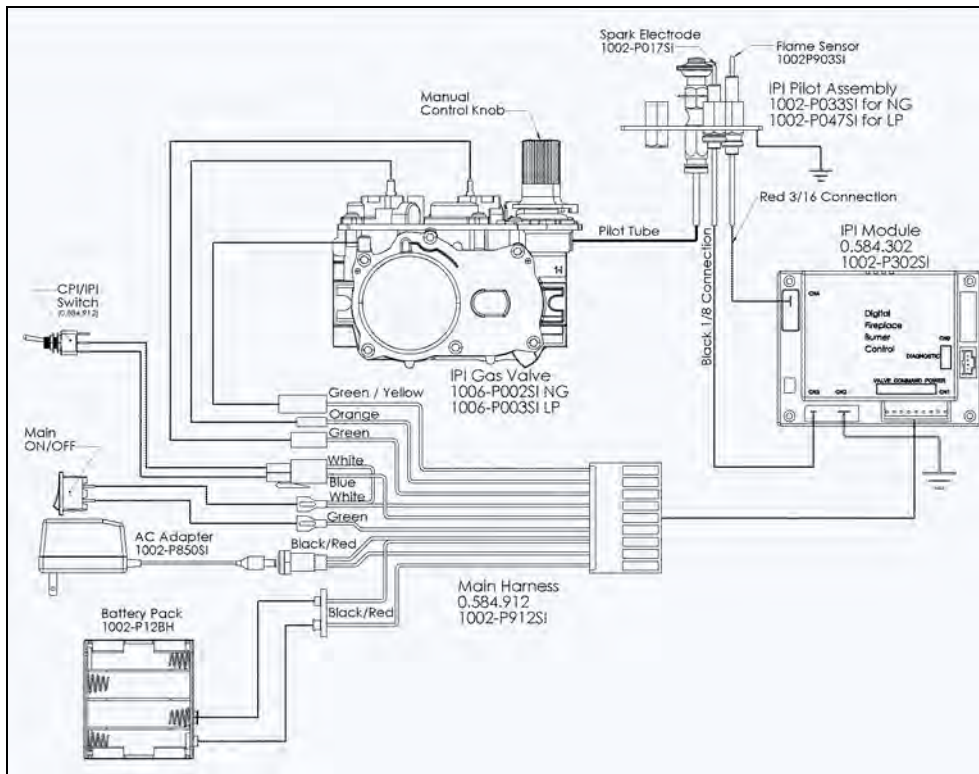 Spark Electrode
1002-P017SI
Flame Sensor
1002P903SI
IPI Pilot Assembly
1002-P033SI for NG
1002-P047SI for LP
Manual
Control Knob
Red 3/16 Connection
Pilot Tube
Black 1/8 Connection
IPI Module
0.584.302
1002-P302SI
Digital
Fireplace
Burner
Control
DIAGNOSTIC
VALVE COMMAND POWER
CN1
CPI/IPI
Switch
(0.584.912)
IPI Gas Valve
1006-P002SI NG
1006-P003SI LP
Green / Yellow
Orange
Green
White
Blue
White
Green
Main
ON/OFF
AC Adapter
1002-P850SI
Black/Red
Black/Red
Main Harness
0.584.912
1002-P912SI
Battery Pack
1002-P12BH